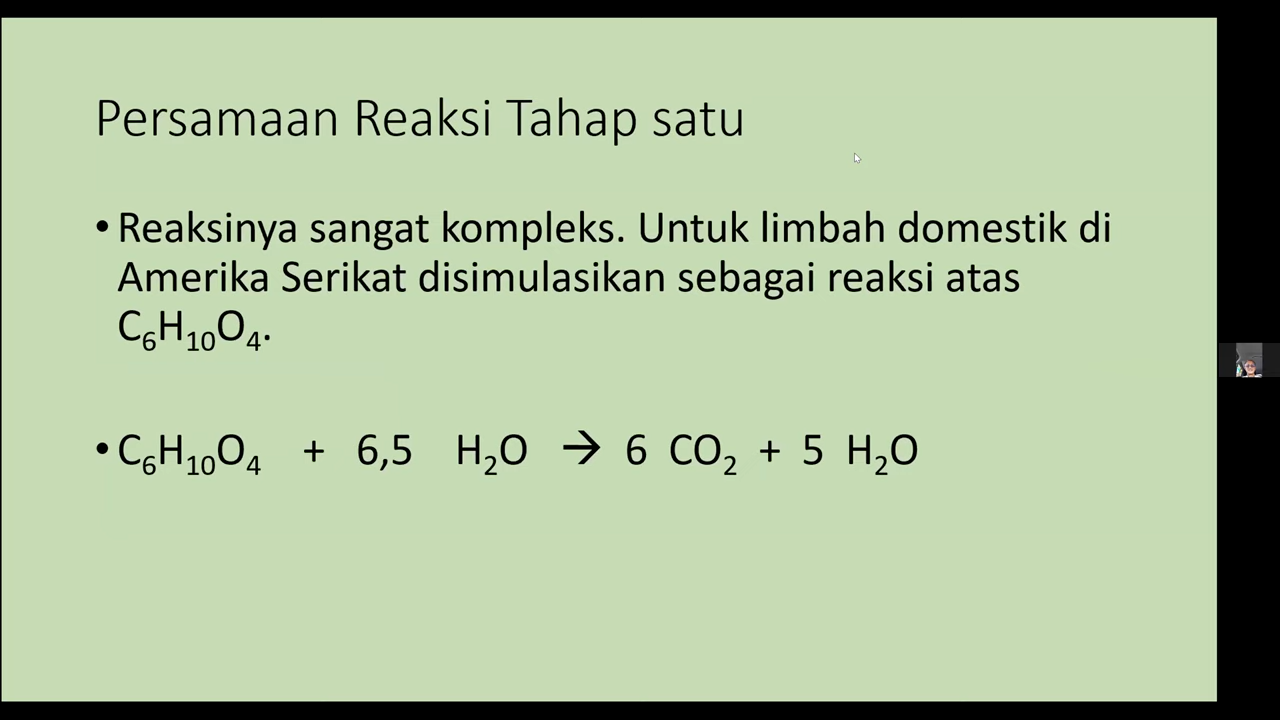 Persamaan Reaksi Tahap satu
• Reaksinya sangat kompleks. Untuk limbah domestik di
Amerika Serikat disimulasikan sebagai reaksi atas
C₆H₁₀O₄.
• C₆H₁₀O₄ + 6,5 H₂O → 6 CO₂ + 5 H₂O